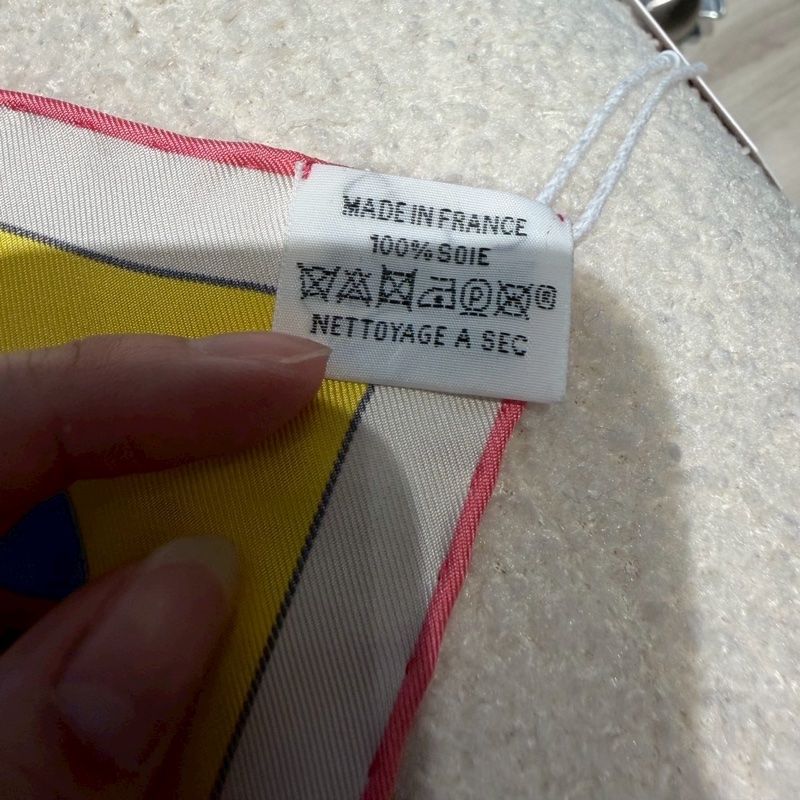 MADE IN FRANCE
100% SOIE
P ®
NETTOYAGE A SEC